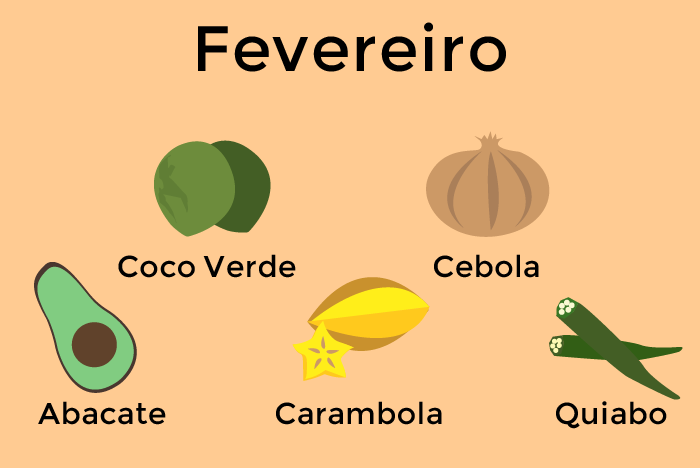 Fevereiro
Coco Verde
Cebola
Abacate
Carambola
Quiabo